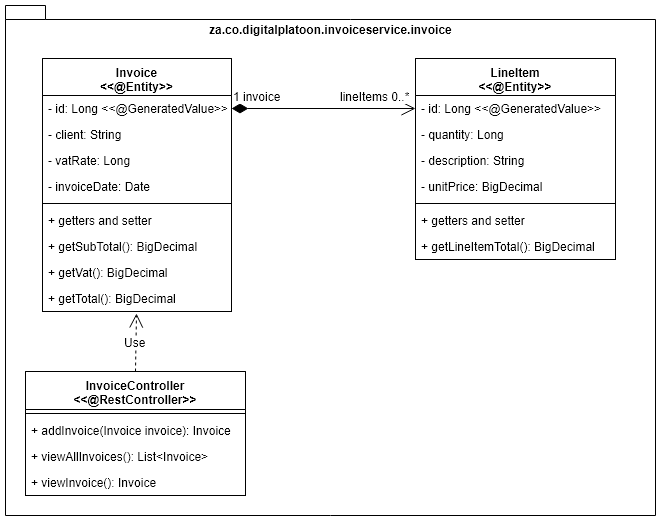 za.co.digitalplatoon.invoiceservice.invoice
Invoice
<<@Entity>>
- id: Long <<@GeneratedValue>>
- client: String
- vatRate: Long
- invoiceDate: Date
+ getters and setter
+ getSubTotal(): BigDecimal
+ getVat(): BigDecimal
+ getTotal(): BigDecimal
1 invoice
lineItems 0..*
LineItem
<<@Entity>>
- id: Long <<@GeneratedValue>>
- quantity: Long
- description: String
- unitPrice: BigDecimal
+ getters and setter
+ getLineItemTotal(): BigDecimal
Use
InvoiceController
<<@RestController>>
+ addInvoice(Invoice invoice): Invoice
+ viewAllInvoices(): List<Invoice>
+ viewInvoice(): Invoice